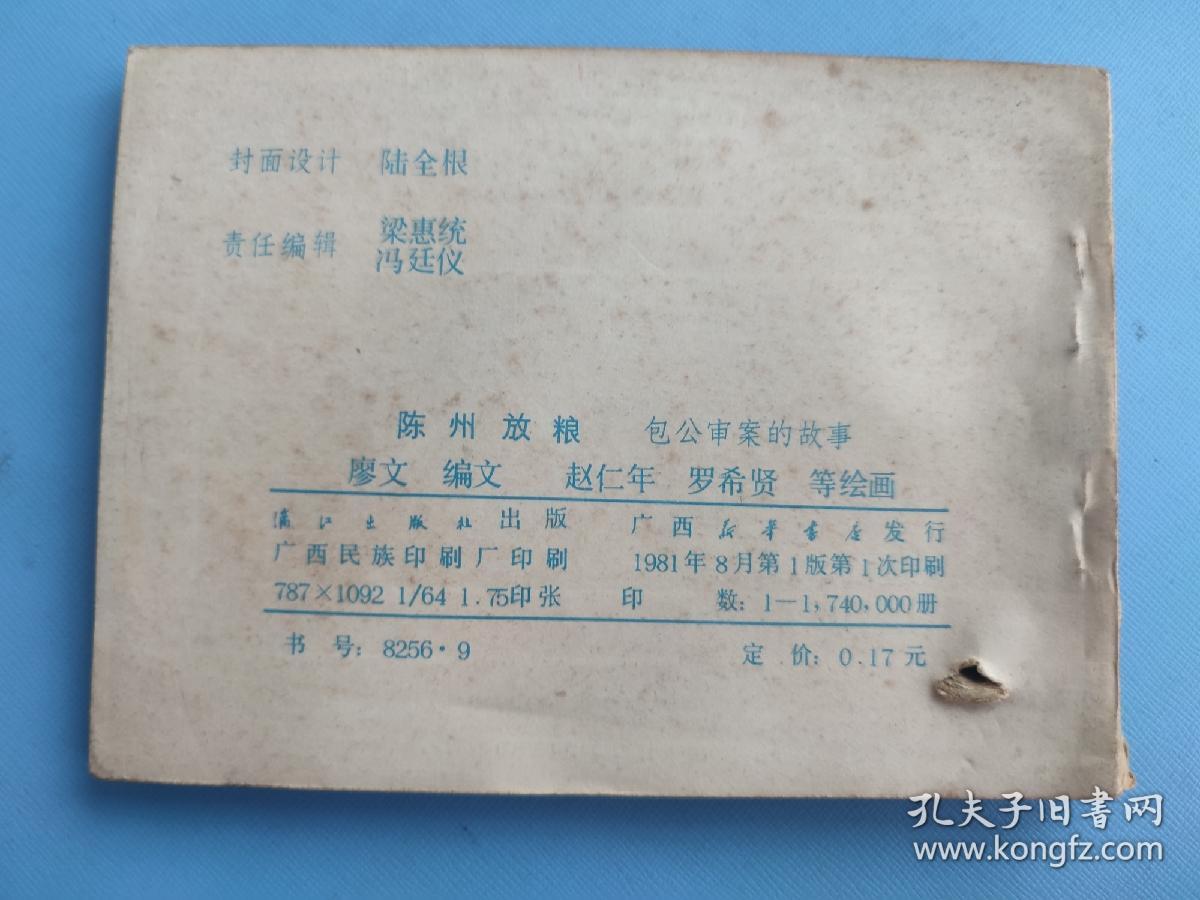 封面设计 陆全根
责任编辑 梁惠统
冯廷仪
陈州放粮 包公审案的故事
廖文 编文 赵仁年 罗希贤 等绘画
漓江出版社出版 广西新华书店发行
广西民族印刷厂印刷 1981年8月第1版第1次印刷
787×1092 1/64 1.75印张 印 数:1—1,740,000册
书 号:8256·9 定 价:0.17元
孔夫子旧书网
www.kongfz.com